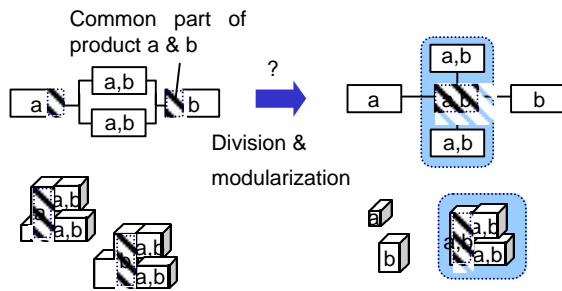 Common part of
product a & b
a,b
?
a,b
a
a,b
b
a
a,b
b
a,b
a,b
Division &
modularization
a,b
a
a,b
a,b
b
a,b
a
b
a,b
a,b
a,b